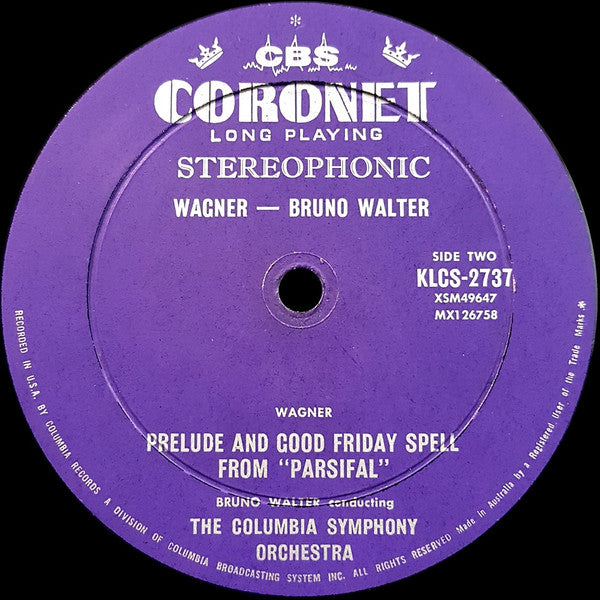 *
CBS
CORONET
LONG PLAYING
STEREOPHONIC
WAGNER — BRUNO WALTER
SIDE TWO
KLCS-2737
XSM49647
MX126758
WAGNER
PRELUDE AND GOOD FRIDAY SPELL
FROM "PARSIFAL"
BRUNO WALTER conducting
THE COLUMBIA SYMPHONY
ORCHESTRA
RECORDED IN U.S.A. BY COLUMBIA RECORDS A DIVISION OF COLUMBIA BROADCASTING SYSTEM INC. ALL RIGHTS RESERVED Made in Australia by a Registered User of the Trade Marks *